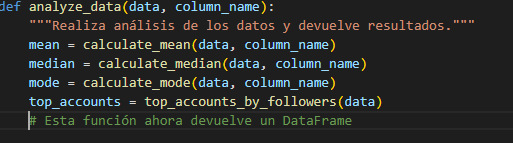 def analyze_data(data, column_name):
"""Realiza análisis de los datos y devuelve resultados."""
mean = calculate_mean(data, column_name)
median = calculate_median(data, column_name)
mode = calculate_mode(data, column_name)
top_accounts = top_accounts_by_followers(data)
# Esta función ahora devuelve un DataFrame